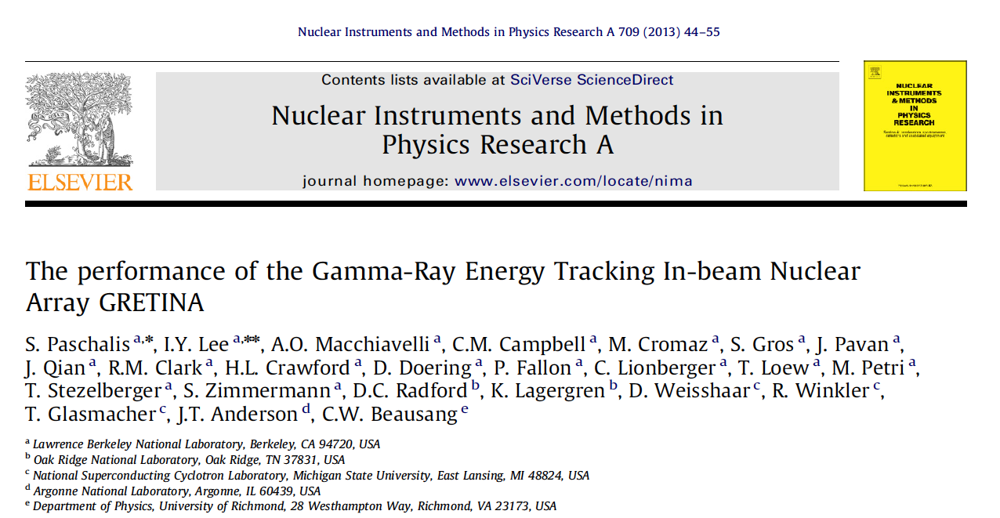 Nuclear Instruments and Methods in Physics Research A 709 (2013) 44–55
Contents lists available at SciVerse ScienceDirect
Nuclear Instruments and Methods in
Physics Research A
journal homepage: www.elsevier.com/locate/nima
ELSEVIER
NUCLEAR
INSTRUMENTS
& METHODS
IN
PHYSICS
RESEARCH
The performance of the Gamma-Ray Energy Tracking In-beam Nuclear
Array GRETINA
S. Paschalis a,*, I.Y. Lee a,**, A.O. Macchiavelli a, C.M. Campbell a, M. Cromaz a, S. Gros a, J. Pavan a,
J. Qian a, R.M. Clark a, H.L. Crawford a, D. Doering a, P. Fallon a, C. Lionberger a, T. Loew a, M. Petri a,
T. Stezelberger a, S. Zimmermann a, D.C. Radford b, K. Lagergren b, D. Weisshaar c, R. Winkler c,
T. Glasmacher c, J.T. Anderson d, C.W. Beausang e
a Lawrence Berkeley National Laboratory, Berkeley, CA 94720, USA
b Oak Ridge National Laboratory, Oak Ridge, TN 37831, USA
c National Superconducting Cyclotron Laboratory, Michigan State University, East Lansing, MI 48824, USA
d Argonne National Laboratory, Argonne, IL 60439, USA
e Department of Physics, University of Richmond, 28 Westhampton Way, Richmond, VA 23173, USA